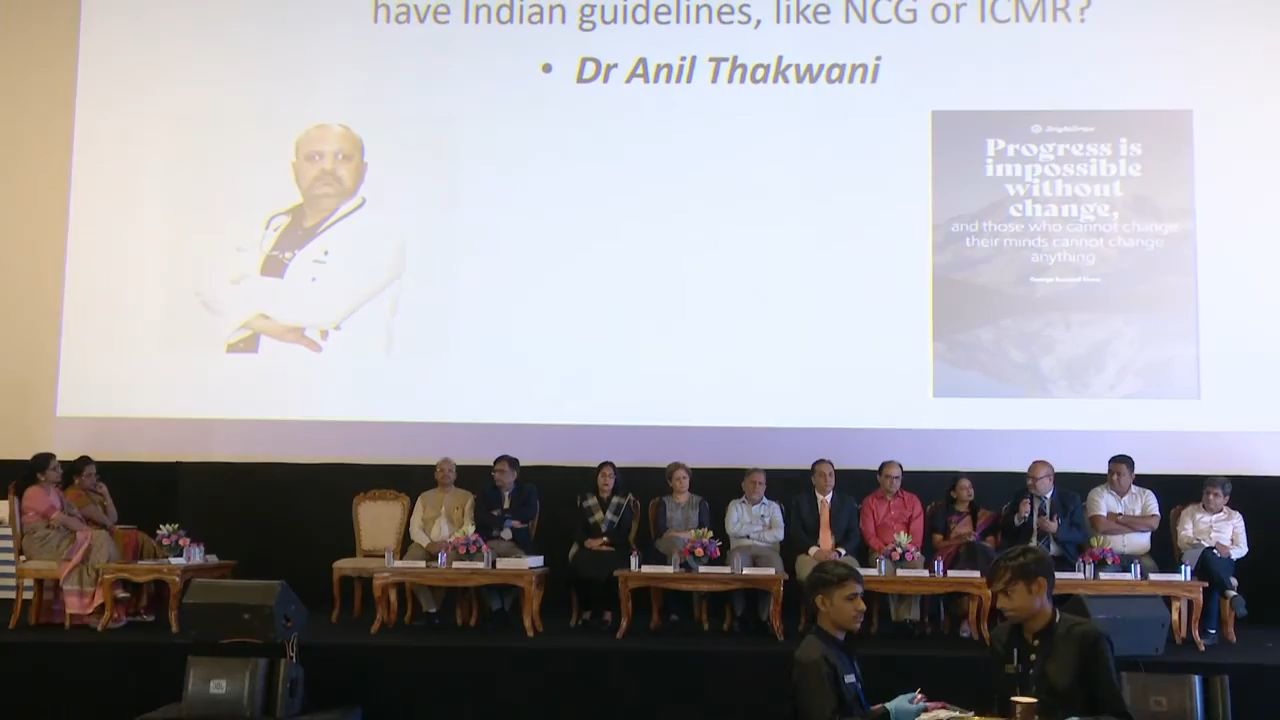 have Indian guidelines, like NCG or ICMR?
• Dr Anil Thakwani
Progress is
impossible
without
change,
and those who cannot change
their minds cannot change
anything
JBL